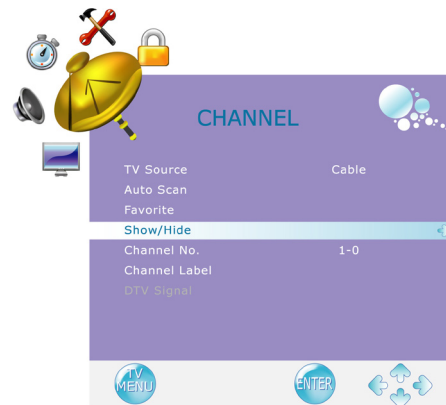 CHANNEL
TV Source Cable
Auto Scan
Favorite
Show/Hide
Channel No. 1-0
Channel Label
DTV Signal
TV
MENU
ENTER